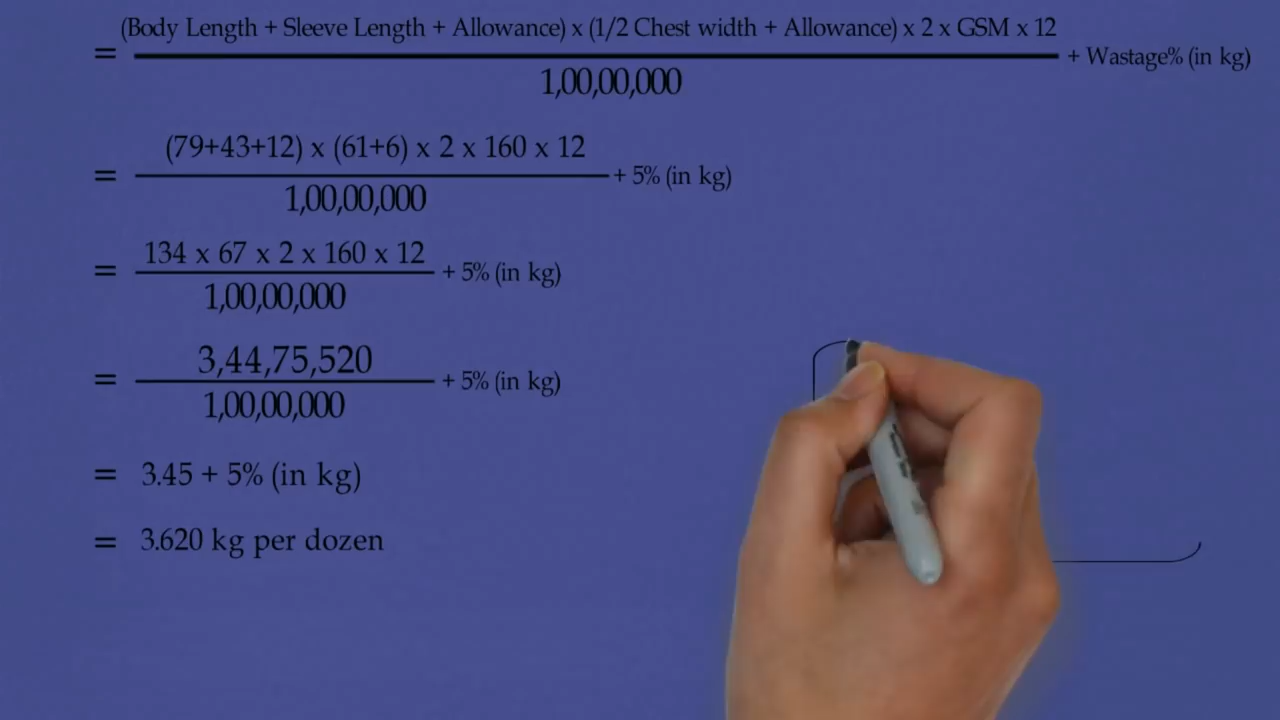 (Body Length + Sleeve Length + Allowance) x (1/2 Chest width + Allowance) x 2 x GSM x 12
= + Wastage% (in kg)
1,00,00,000
(79+43+12) x (61+6) x 2 x 160 x 12
= + 5% (in kg)
1,00,00,000
134 x 67 x 2 x 160 x 12
= + 5% (in kg)
1,00,00,000
3,44,75,520
= + 5% (in kg)
1,00,00,000
= 3.45 + 5% (in kg)
= 3.620 kg per dozen